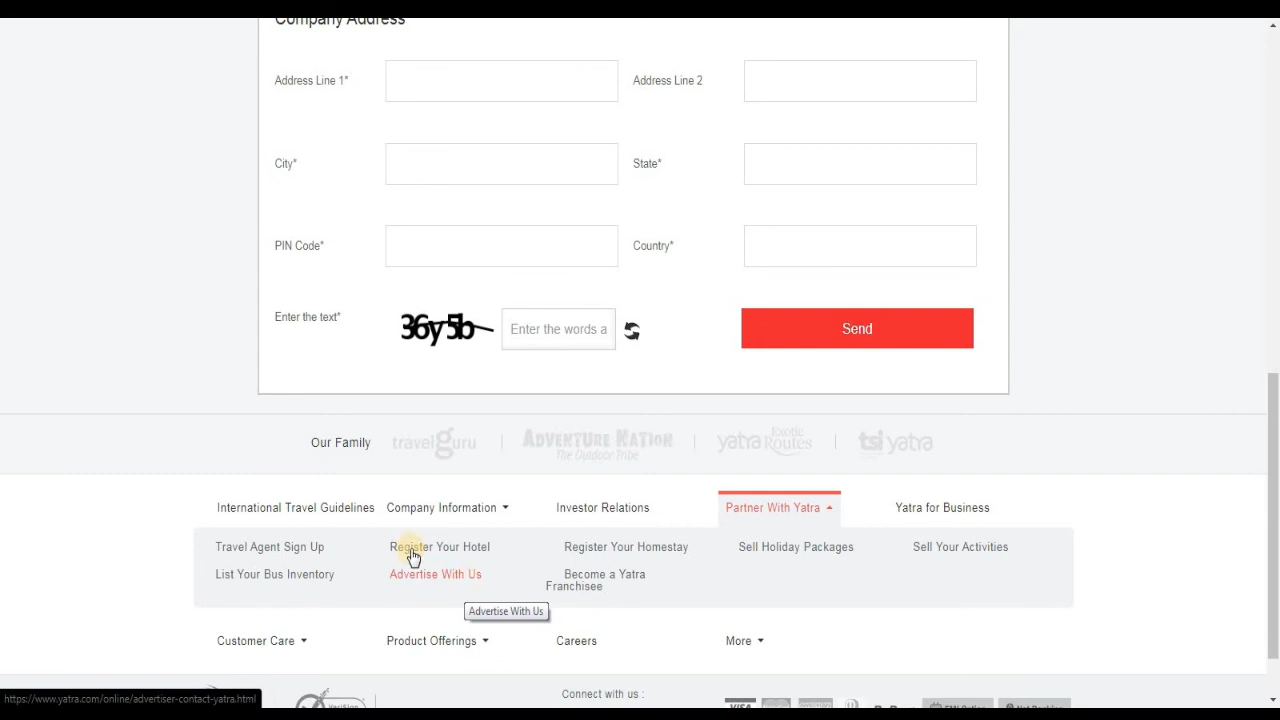 Company Address
Address Line 1*
Address Line 2
City*
State*
PIN Code*
Country*
Enter the text*
36y5b
Enter the words a
Send
Our Family
travelguru
ADVENTURE NATION
The Outdoor Tribe
yatra Exotic Routes
tsi yatra
International Travel Guidelines
Company Information
Investor Relations
Partner With Yatra
Yatra for Business
Travel Agent Sign Up
Register Your Hotel
Register Your Homestay
Sell Holiday Packages
Sell Your Activities
List Your Bus Inventory
Advertise With Us
Become a Yatra
Franchisee
Advertise With Us
Customer Care
Product Offerings
Careers
More
https://www.yatra.com/online/advertiser-contact-yatra.html
Connect with us :
VeriSign
VISA
EMI Option